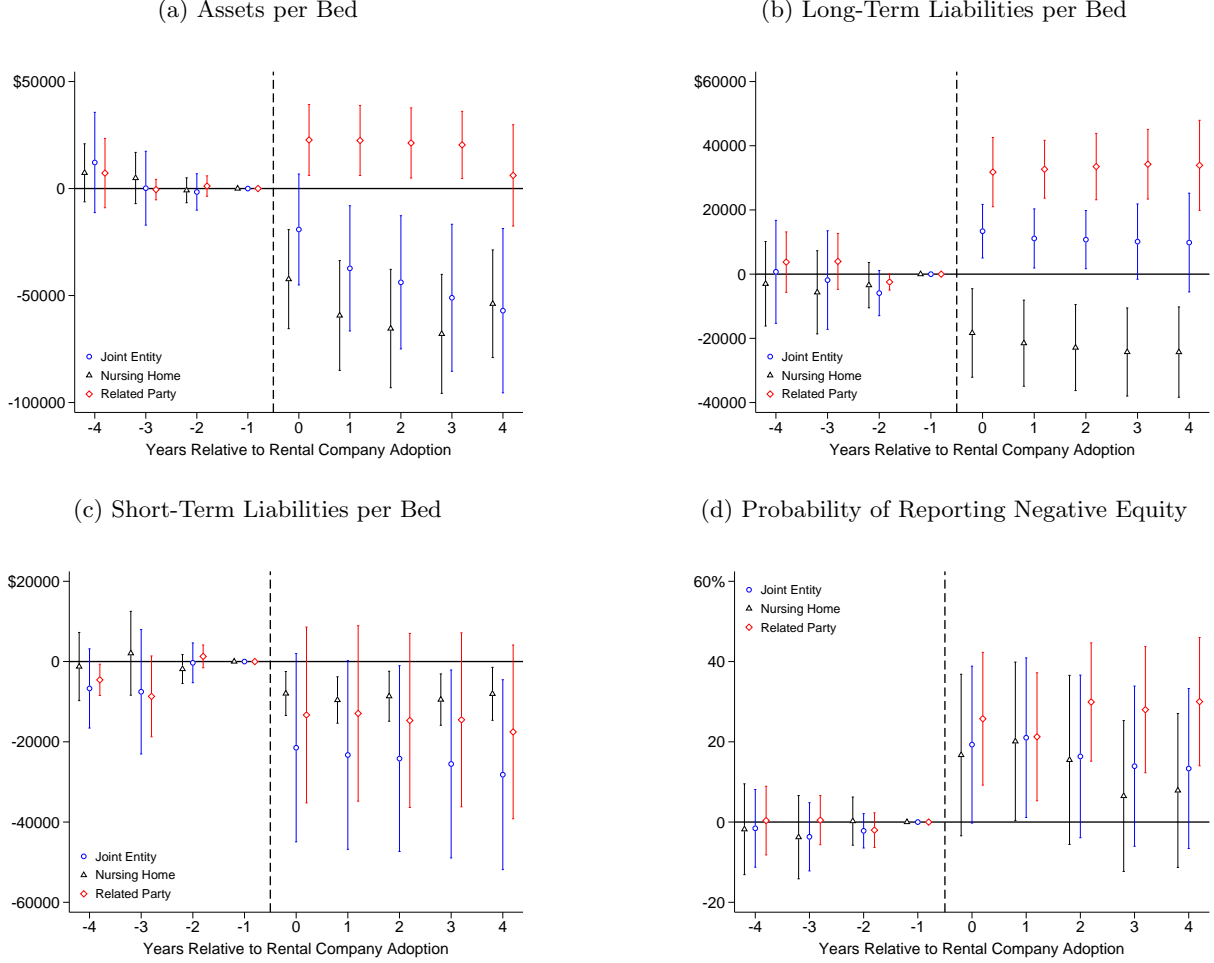 (a) Assets per Bed
$50000
0
-50000
-100000
Joint Entity
Nursing Home
Related Party
-4 -3 -2 -1 0 1 2 3 4
Years Relative to Rental Company Adoption
(b) Long-Term Liabilities per Bed
$60000
40000
20000
0
-20000
-40000
Joint Entity
Nursing Home
Related Party
-4 -3 -2 -1 0 1 2 3 4
Years Relative to Rental Company Adoption
(c) Short-Term Liabilities per Bed
$20000
0
-20000
-40000
-60000
Joint Entity
Nursing Home
Related Party
-4 -3 -2 -1 0 1 2 3 4
Years Relative to Rental Company Adoption
(d) Probability of Reporting Negative Equity
60%
40
20
0
-20
Joint Entity
Nursing Home
Related Party
-4 -3 -2 -1 0 1 2 3 4
Years Relative to Rental Company Adoption